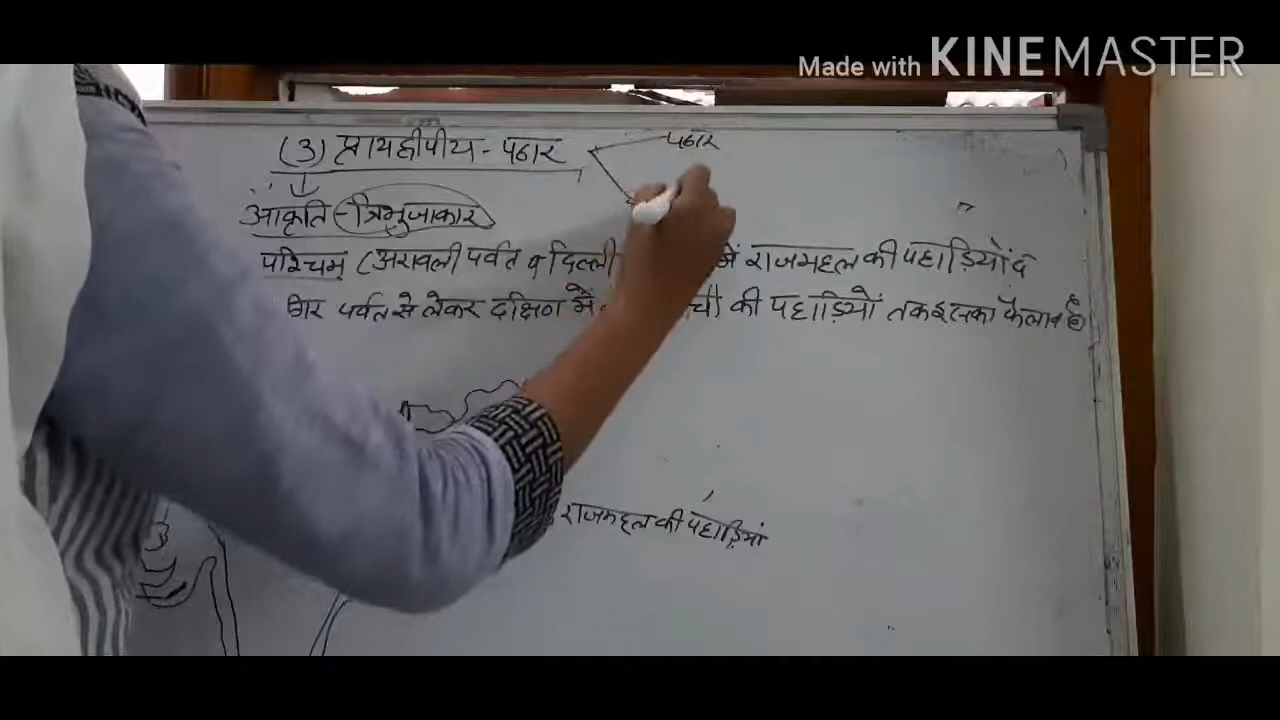 Made with KINEMASTER
(3) प्रायद्वीपीय - पठार
पठार
आकृति - त्रिभुजाकार
पश्चिम (अरावली पर्वत व दिल्ली में राजमहल की पहाड़ियों व
गिर पर्वत से लेकर दक्षिण में की पहाड़ियों तक इसका फैलाव है
राजमहल की पहाड़ियां